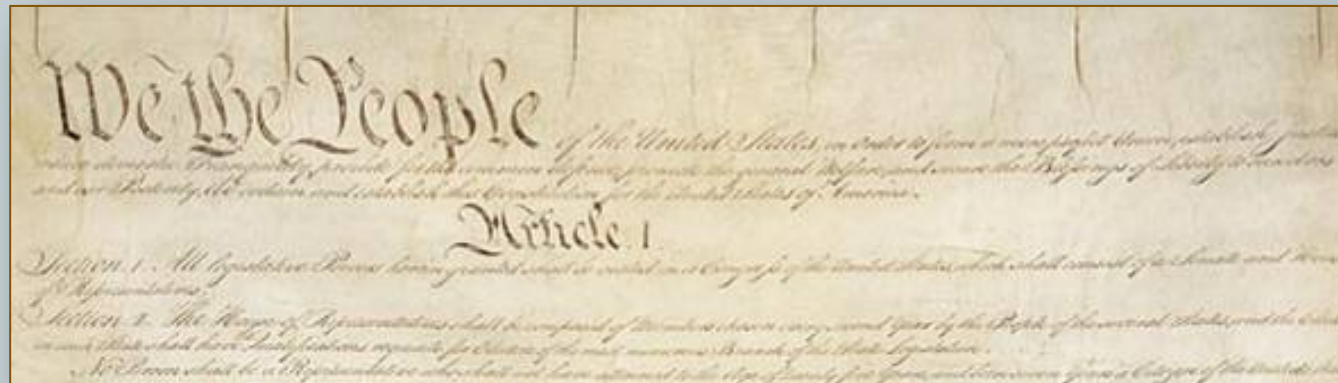 We the People of the United States, in Order to form a more perfect Union, establish Justice,
insure domestic Tranquility, provide for the common defence, promote the general Welfare, and secure the Blessings of Liberty to ourselves
and our Posterity, do ordain and establish this Constitution for the United States of America.
Article I
Section 1. All legislative Powers herein granted shall be vested in a Congress of the United States, which shall consist of a Senate and House
of Representatives.
Section 2. The House of Representatives shall be composed of Members chosen every second Year by the People of the several States, and the
in each State shall have Qualifications requisite for Electors of the most numerous Branch of the State Legislature.
No Person shall be a Representative who shall not have attained to the Age of twenty five Years, and been seven Years a Citizen of the United